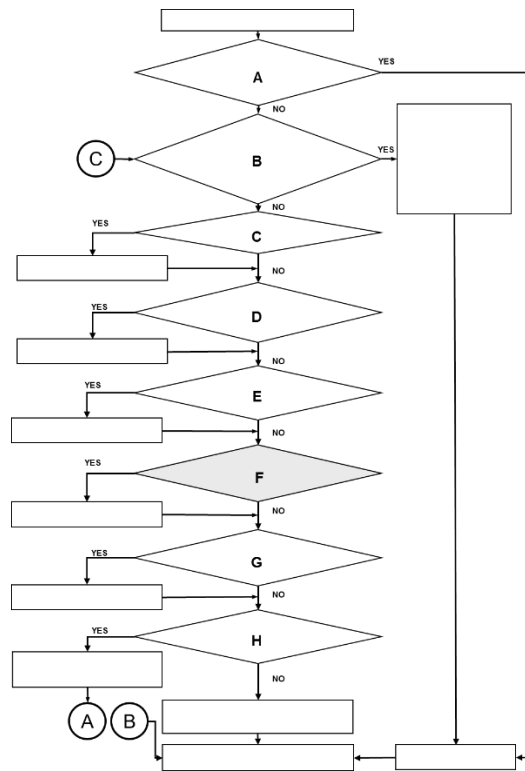 A
YES
NO
C
B
YES
NO
YES
C
NO
YES
D
NO
YES
E
NO
YES
F
NO
YES
G
NO
YES
H
NO
A
B